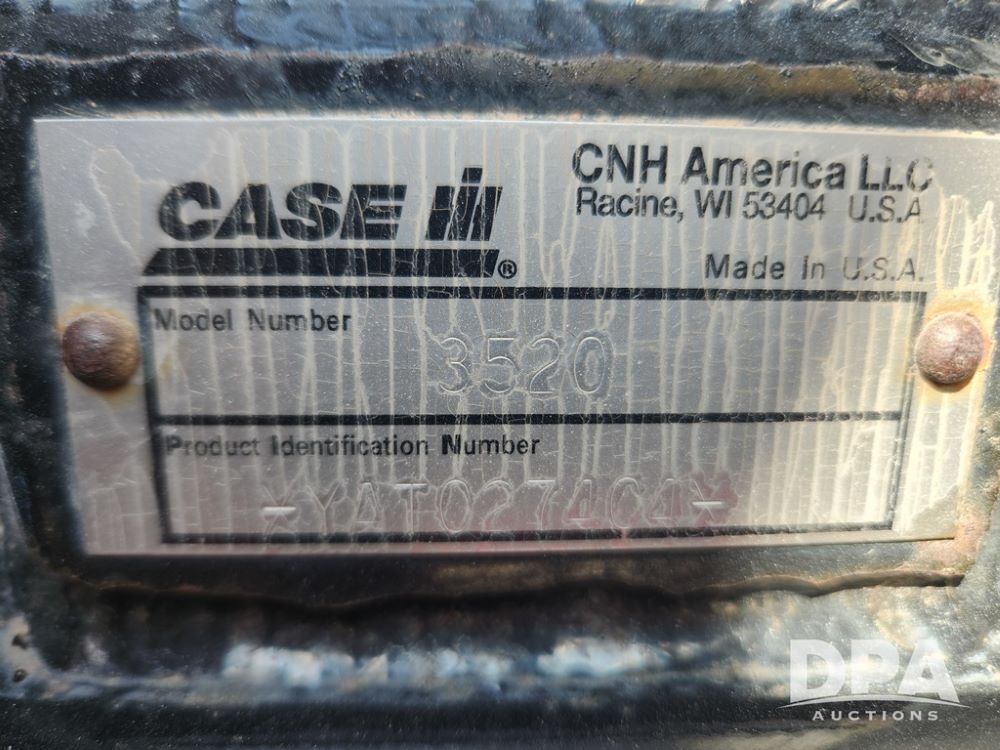 CASE IH®
CNH America LLC
Racine, WI 53404 U.S.A
Made In U.S.A.
Model Number
3520
Product Identification Number
*YAT027404*
DPA
AUCTIONS